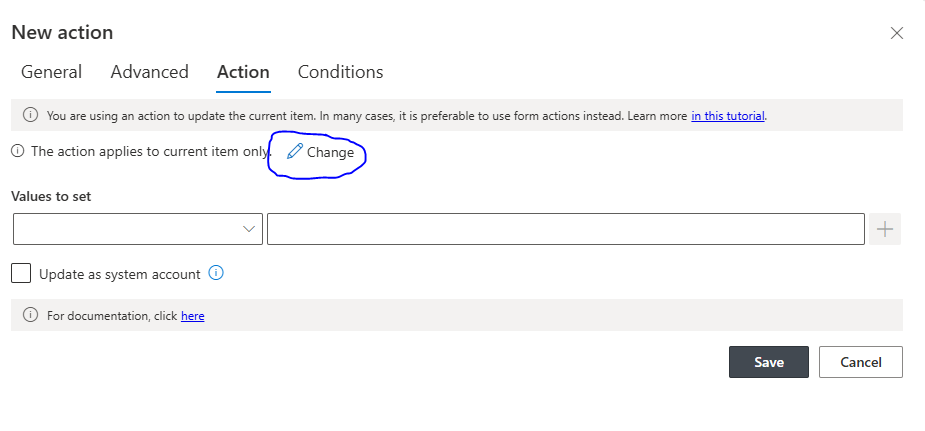 New action
General Advanced Action Conditions
You are using an action to update the current item. In many cases, it is preferable to use form actions instead. Learn more in this tutorial.
The action applies to current item only. Change
Values to set
Update as system account
For documentation, click here
Save Cancel